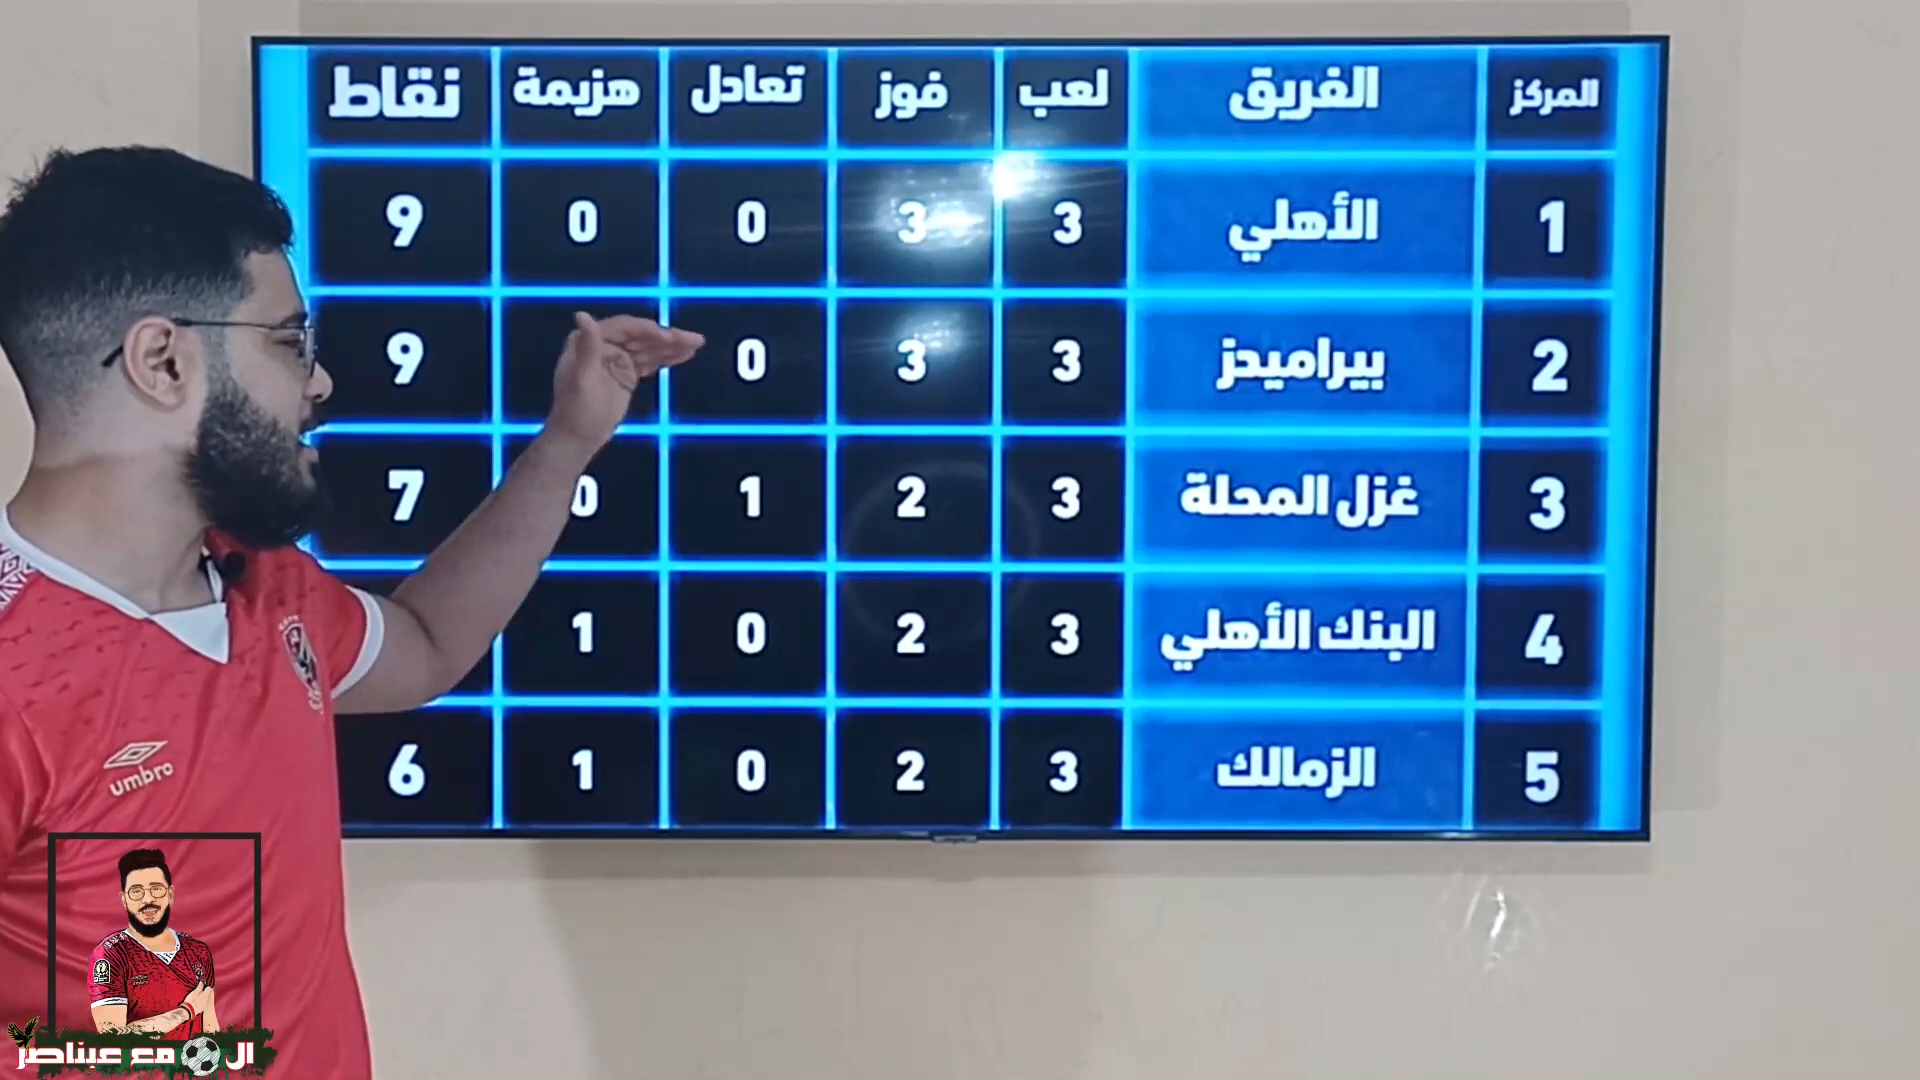 المركز الفريق لعب فوز تعادل هزيمة نقاط
1 الأهلي 3 3 0 0 9
2 بيراميدز 3 3 0 9
3 غزل المحلة 3 2 1 0 7
4 البنك الأهلي 3 2 0 1
5 الزمالك 3 2 0 1 6
umbro
ال مع عبناصر